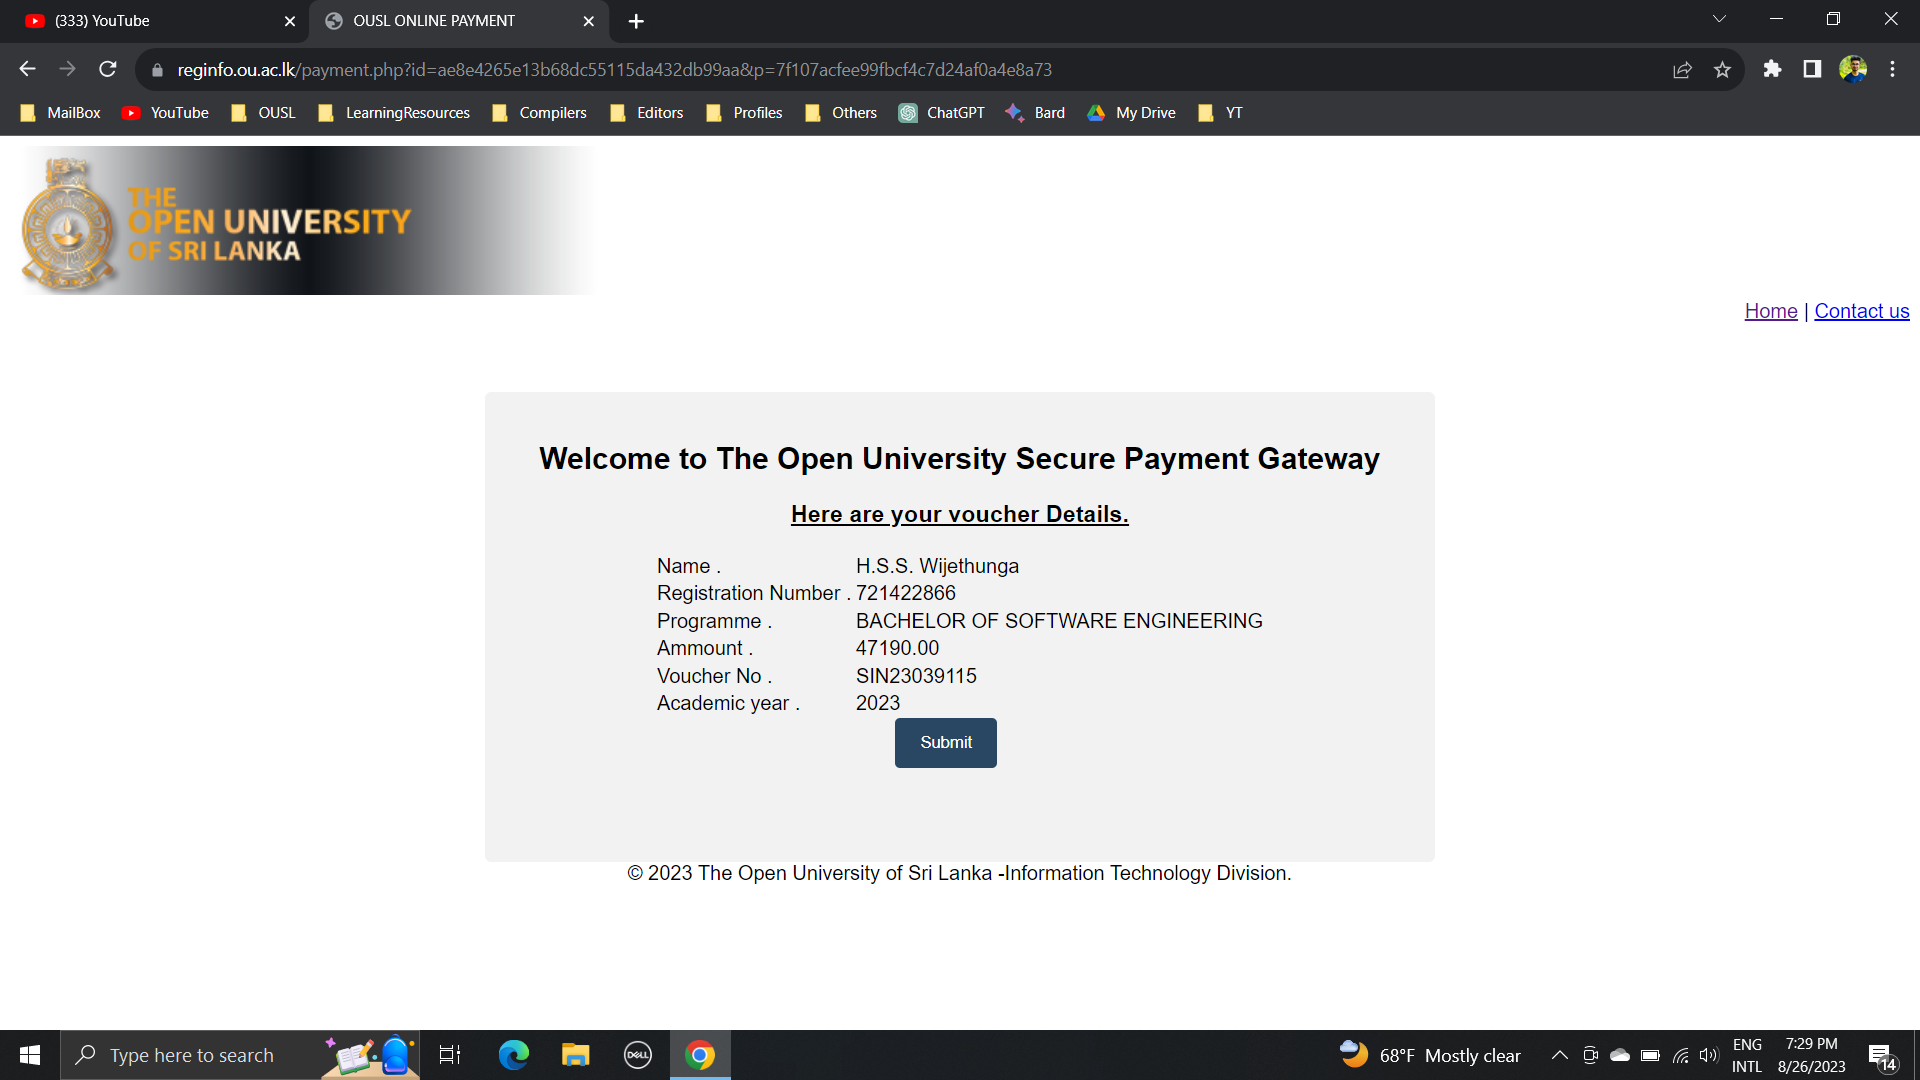 (333) YouTube
OUSL ONLINE PAYMENT
reginfo.ou.ac.lk/payment.php?id=ae8e4265e13b68dc55115da432db99aa&p=7f107acfee99fbcf4c7d24af0a4e8a73
MailBox YouTube OUSL LearningResources Compilers Editors Profiles Others ChatGPT Bard My Drive YT
THE
OPEN UNIVERSITY
OF SRI LANKA
Home | Contact us
Welcome to The Open University Secure Payment Gateway
Here are your voucher Details.
Name . H.S.S. Wijethunga
Registration Number . 721422866
Programme . BACHELOR OF SOFTWARE ENGINEERING
Ammount . 47190.00
Voucher No . SIN23039115
Academic year . 2023
Submit
© 2023 The Open University of Sri Lanka -Information Technology Division.
Type here to search
DELL
68°F Mostly clear
ENG
INTL
7:29 PM
8/26/2023
14